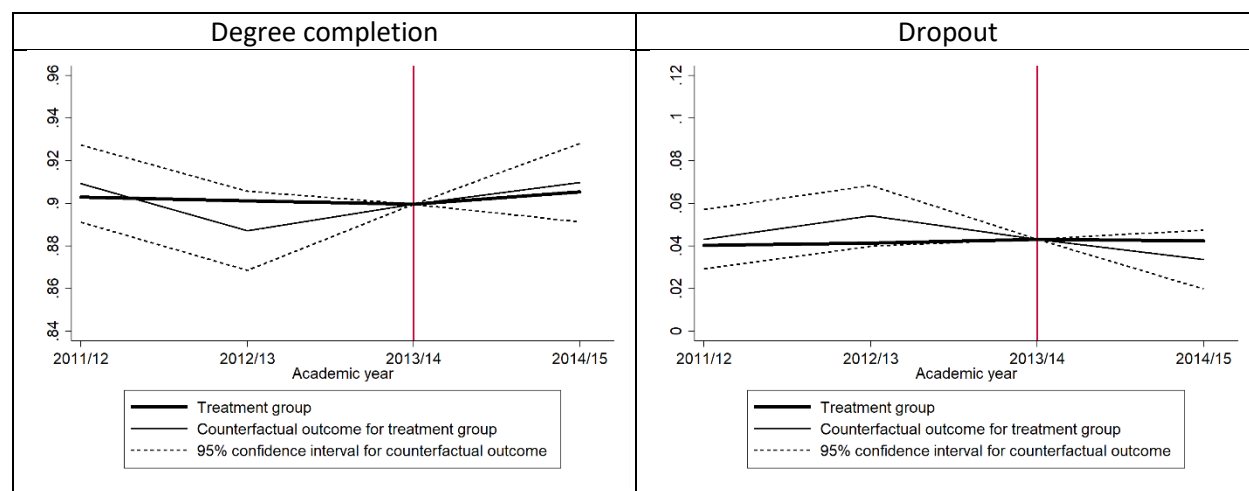 Degree completion
.96
.94
.92
.9
.88
.86
.84
2011/12 2012/13 2013/14 2014/15
Academic year
Treatment group
Counterfactual outcome for treatment group
95% confidence interval for counterfactual outcome
Dropout
.12
.1
.08
.06
.04
.02
0
2011/12 2012/13 2013/14 2014/15
Academic year
Treatment group
Counterfactual outcome for treatment group
95% confidence interval for counterfactual outcome